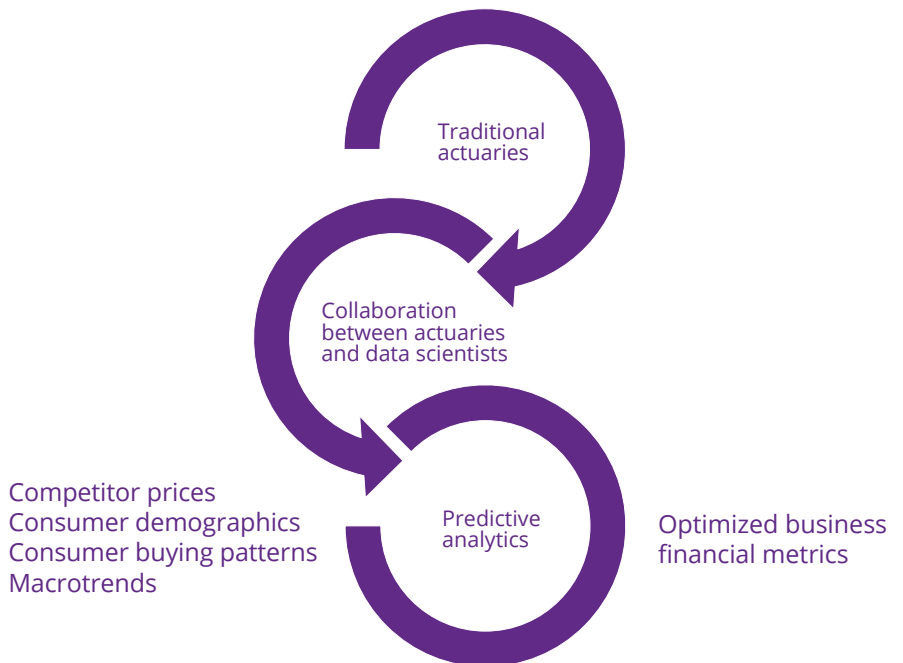 Traditional
actuaries
Collaboration
between actuaries
and data scientists
Competitor prices
Consumer demographics
Consumer buying patterns
Macrotrends
Predictive
analytics
Optimized business
financial metrics